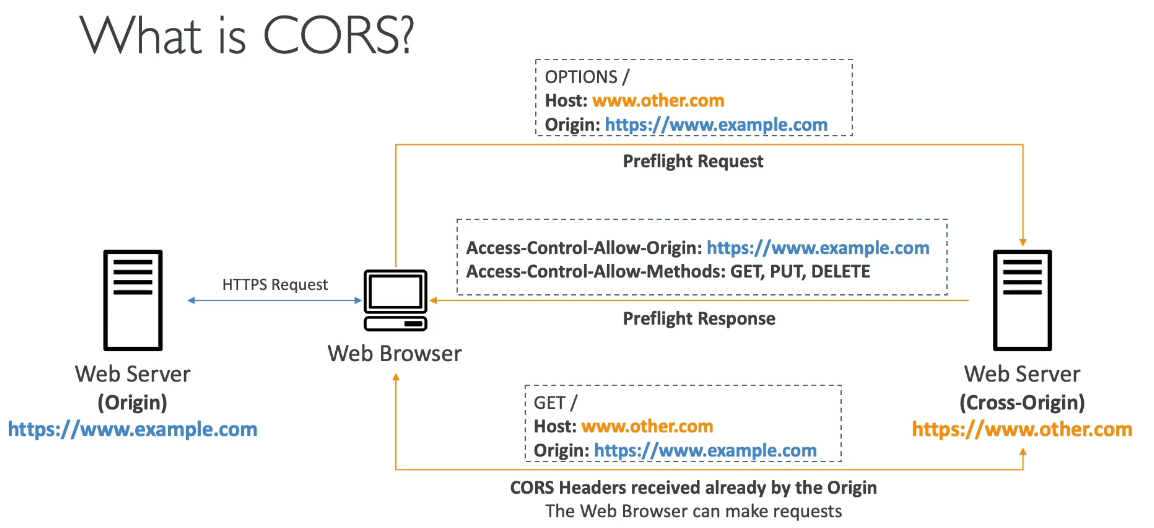 What is CORS?
OPTIONS /
Host: www.other.com
Origin: https://www.example.com
Preflight Request
Access-Control-Allow-Origin: https://www.example.com
Access-Control-Allow-Methods: GET, PUT, DELETE
HTTPS Request
Preflight Response
Web Browser
Web Server
(Origin)
https://www.example.com
Web Server
(Cross-Origin)
https://www.other.com
GET /
Host: www.other.com
Origin: https://www.example.com
CORS Headers received already by the Origin
The Web Browser can make requests